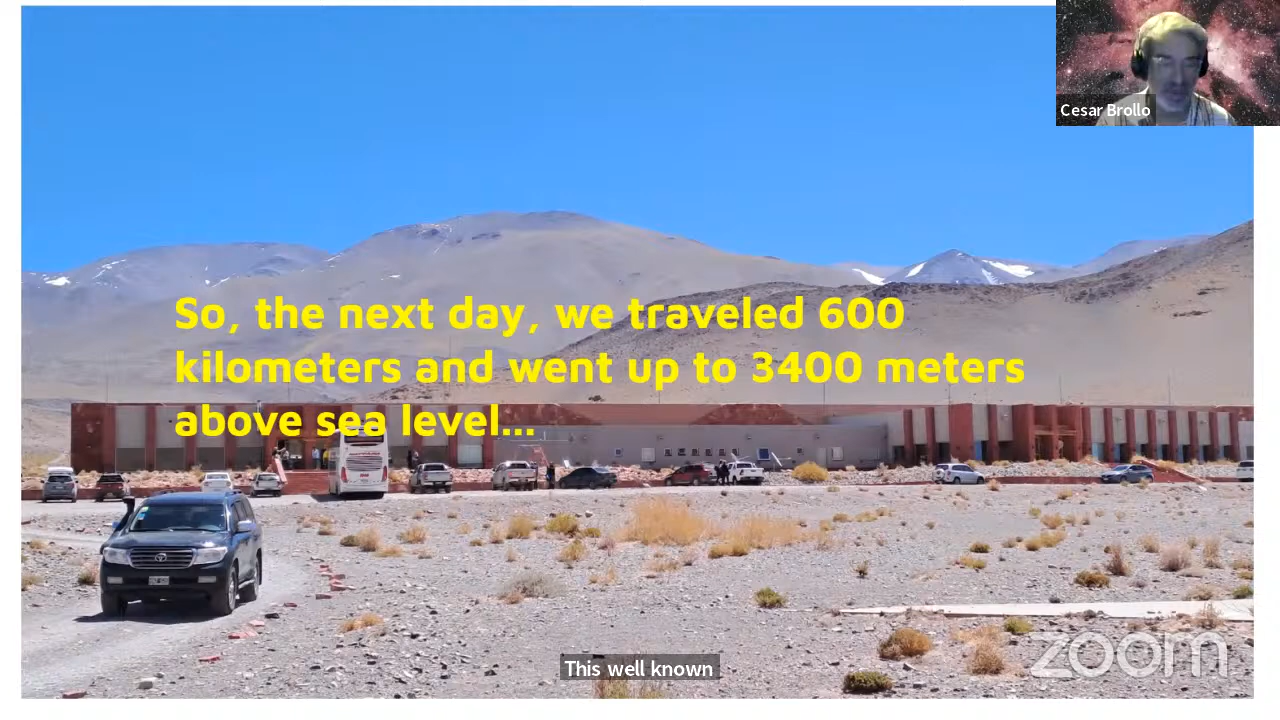 Cesar Brollo
So, the next day, we traveled 600
kilometers and went up to 3400 meters
above sea level...
This well known
zoom